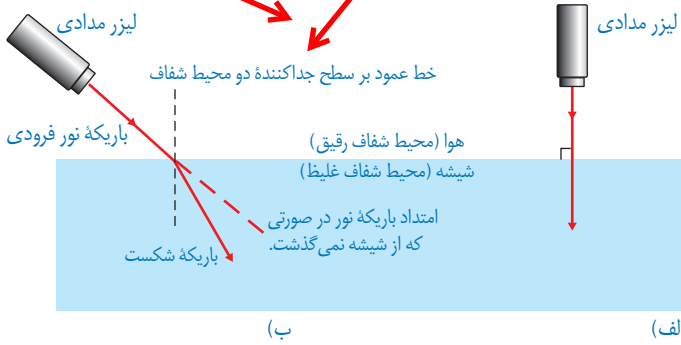 لیزر مدادی
لیزر مدادی
خط عمود بر سطح جداکنندهٔ دو محیط شفاف
باریکهٔ نور فرودی
هوا (محیط شفاف رقیق)
شیشه (محیط شفاف غلیظ)
امتداد باریکهٔ نور در صورتی
که از شیشه نمی‌گذشت.
باریکهٔ شکست
لف)
ب)